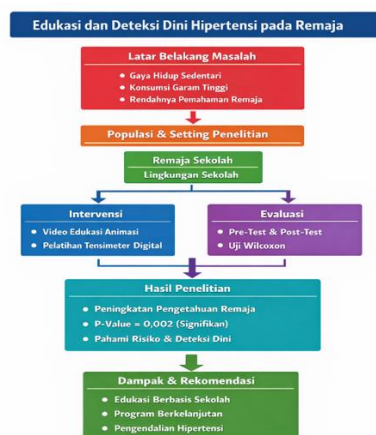 Edukasi dan Deteksi Dini Hipertensi pada Remaja
Latar Belakang Masalah
• Gaya Hidup Sedentari
• Konsumsi Garam Tinggi
• Rendahnya Pemahaman Remaja
Populasi & Setting Penelitian
Remaja Sekolah
Lingkungan Sekolah
Intervensi
• Video Edukasi Animasi
• Pelatihan Tensimeter Digital
Evaluasi
• Pre-Test & Post-Test
• Uji Wilcoxon
Hasil Penelitian
• Peningkatan Pengetahuan Remaja
• P-Value = 0,002 (Signifikan)
• Pahami Risiko & Deteksi Dini
Dampak & Rekomendasi
• Edukasi Berbasis Sekolah
• Program Berkelanjutan
• Pengendalian Hipertensi